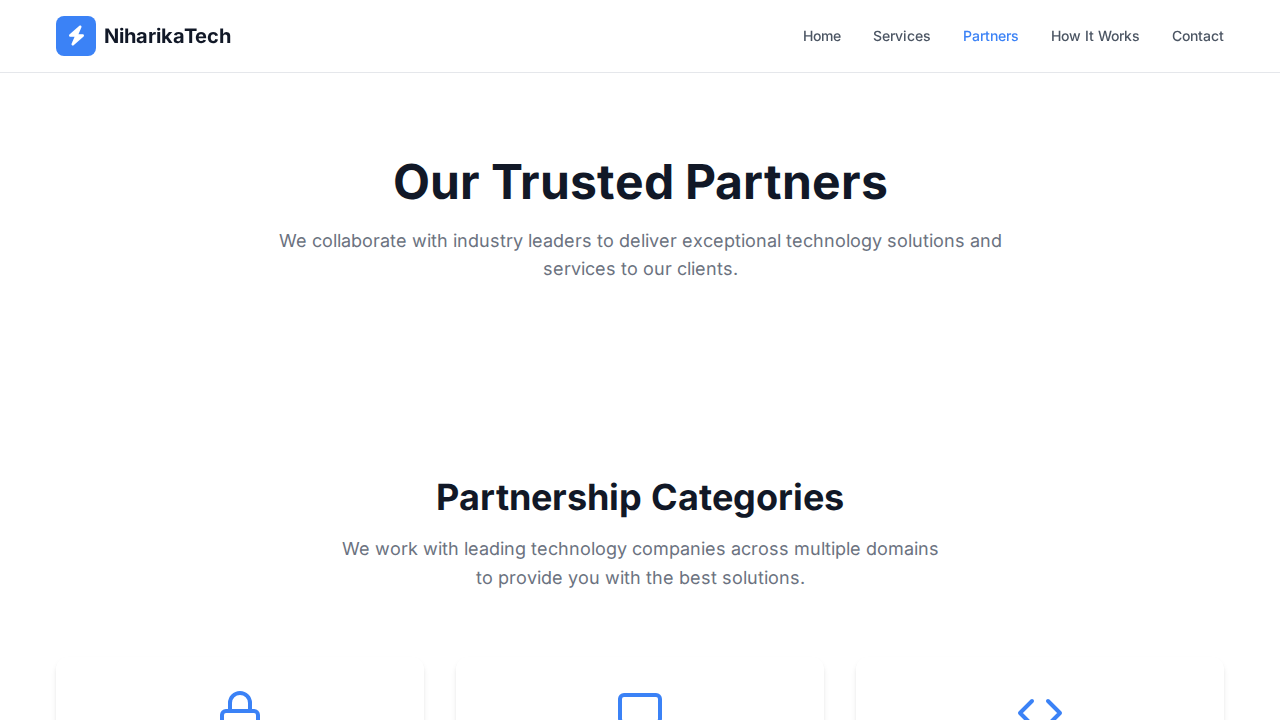 NiharikaTech
Home
Services
Partners
How It Works
Contact
Our Trusted Partners
We collaborate with industry leaders to deliver exceptional technology solutions and
services to our clients.
Partnership Categories
We work with leading technology companies across multiple domains
to provide you with the best solutions.